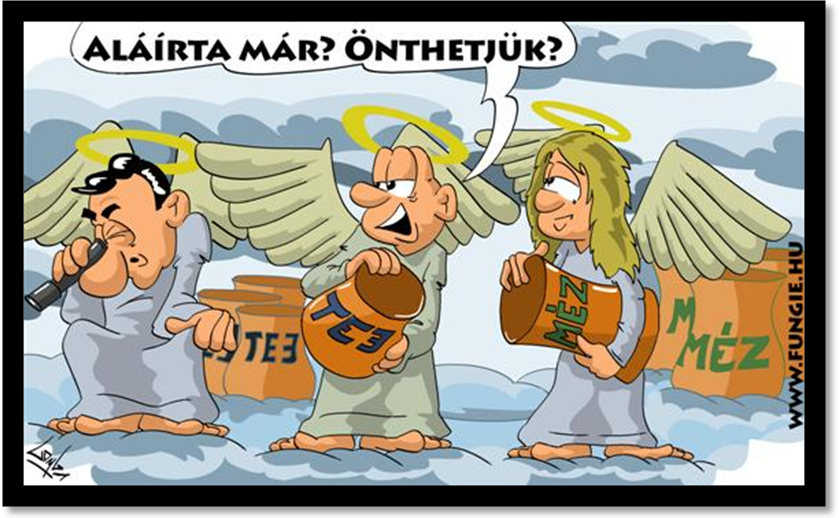 ALÁÍRTA MÁR? ÖNTHETJÜK?
TEJ
TEJ
MÉZ
M
MÉZ
WWW.FUNGIE.HU